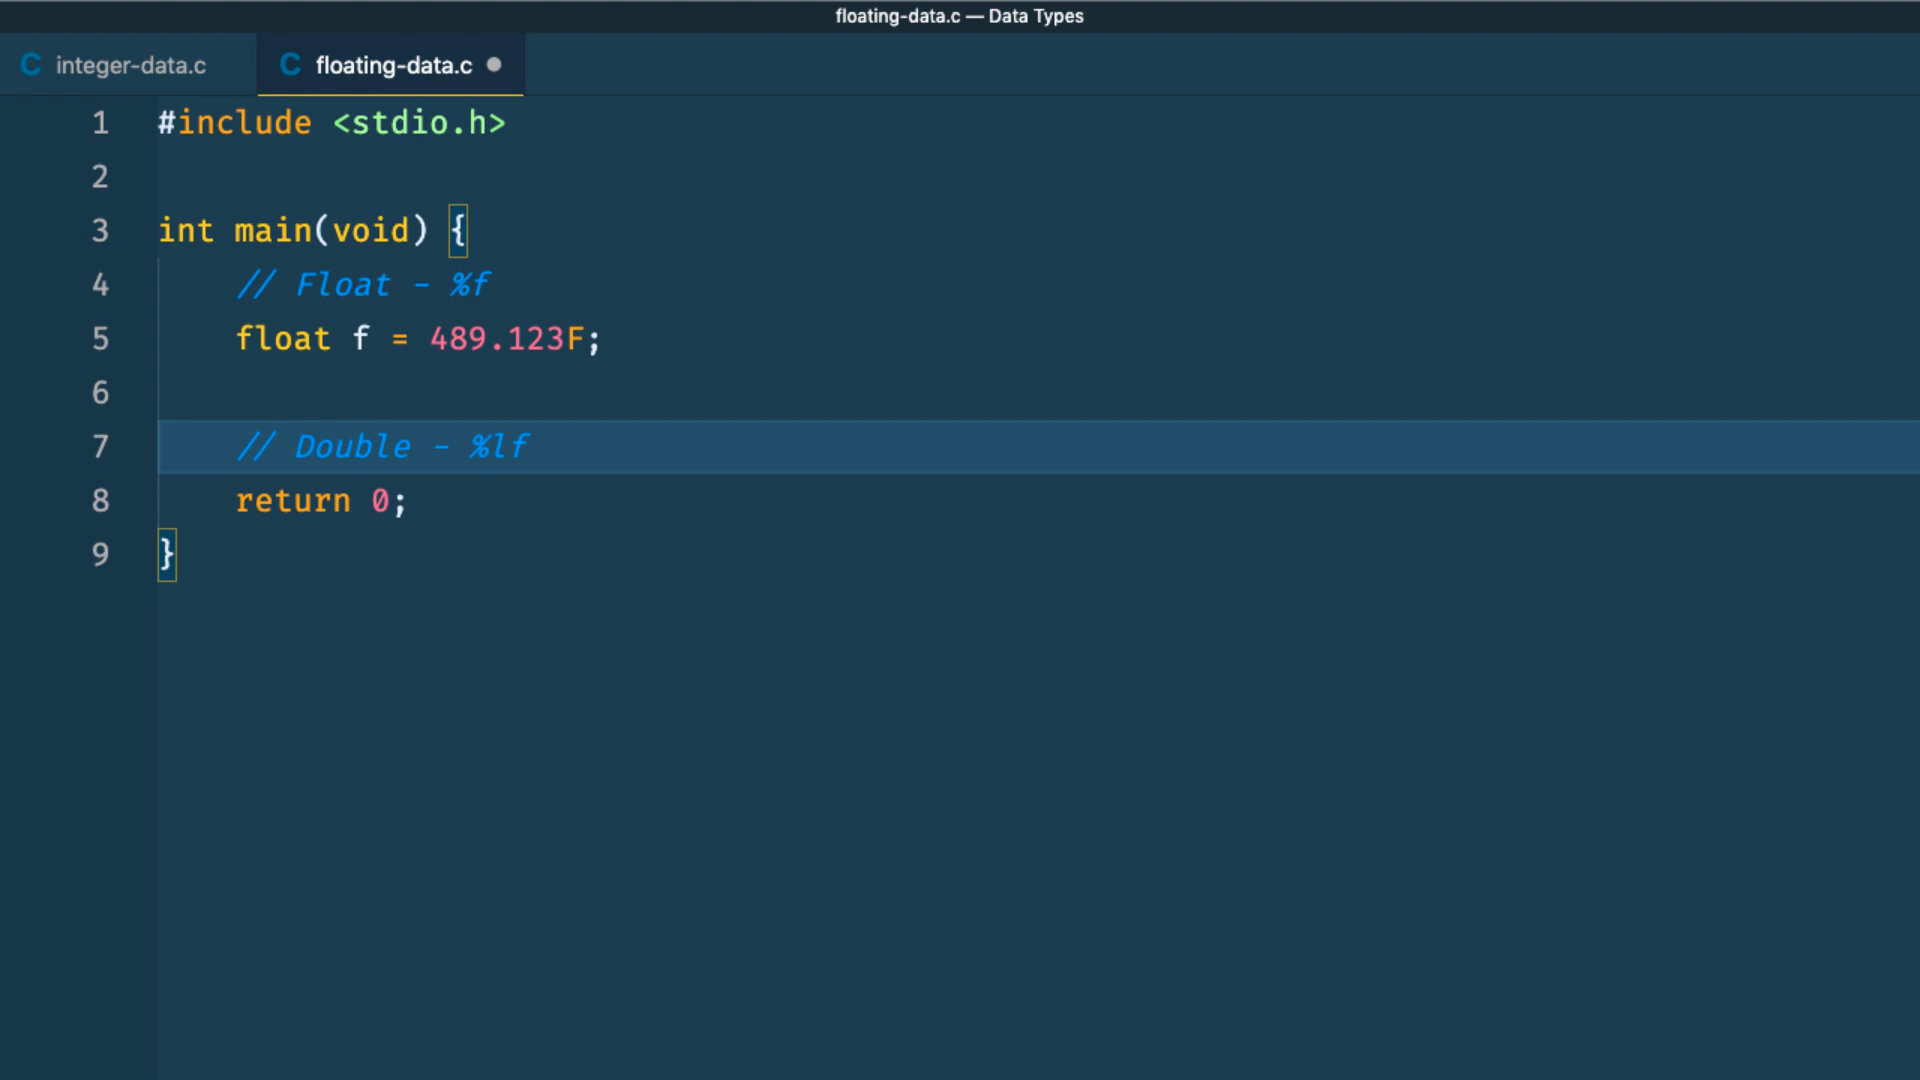 floating-data.c — Data Types
C integer-data.c C floating-data.c
1 #include <stdio.h>
2
3 int main(void) {
4 // Float - %f
5 float f = 489.123F;
6
7 // Double - %lf
8 return 0;
9 }